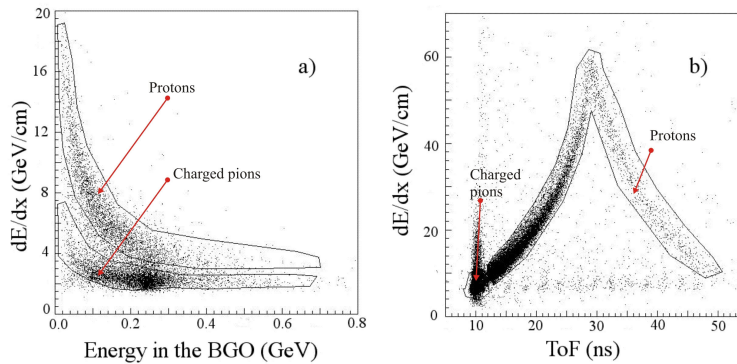 20
16
12
8
4
0
dE/dx (GeV/cm)
a)
Protons
Charged pions
0.0
0.2
0.4
0.6
0.8
Energy in the BGO (GeV)
60
40
20
0
dE/dx (GeV/cm)
b)
Charged
pions
Protons
10
20
30
40
50
ToF (ns)